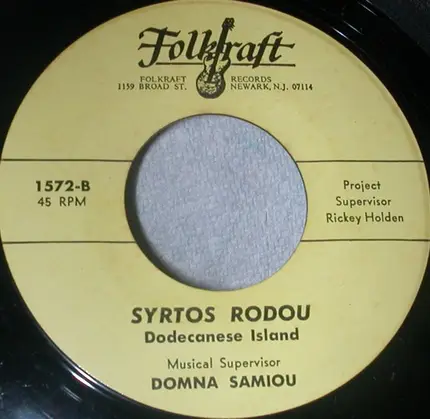 Folkraft
FOLKRAFT RECORDS
1159 BROAD ST. NEWARK, N.J. 07114
1572-B
45 RPM
Project
Supervisor
Rickey Holden
SYRTOS RODOU
Dodecanese Island
Musical Supervisor
DOMNA SAMIOU